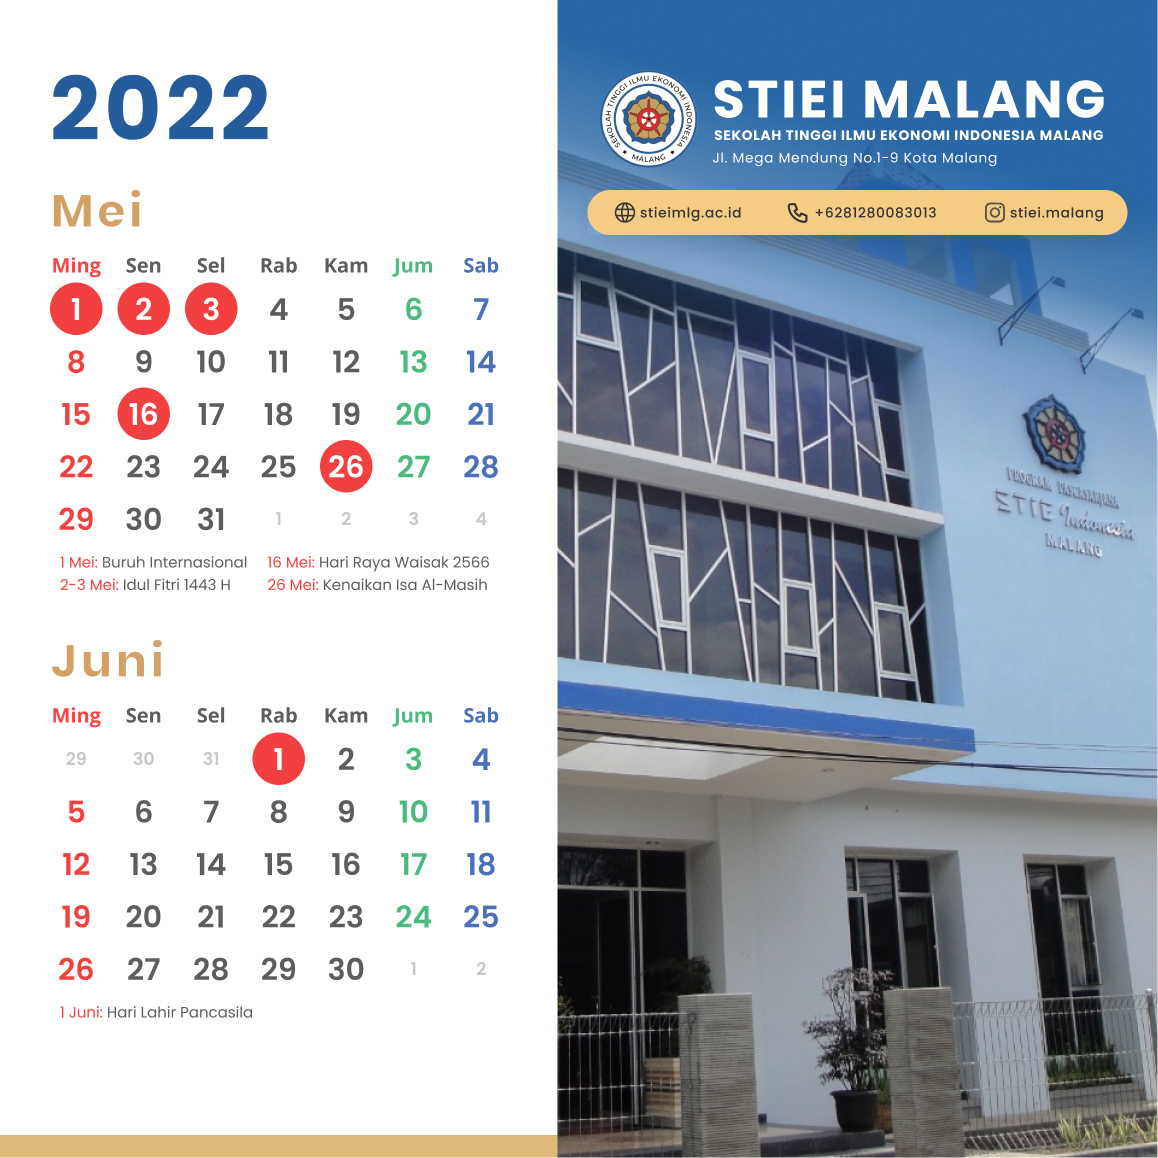 2022
Mei
Ming Sen Sel Rab Kam Jum Sab
1 2 3 4 5 6 7
8 9 10 11 12 13 14
15 16 17 18 19 20 21
22 23 24 25 26 27 28
29 30 31 1 2 3 4
1 Mei: Buruh Internasional 16 Mei: Hari Raya Waisak 2566
2-3 Mei: Idul Fitri 1443 H 26 Mei: Kenaikan Isa Al-Masih
Juni
Ming Sen Sel Rab Kam Jum Sab
29 30 31 1 2 3 4
5 6 7 8 9 10 11
12 13 14 15 16 17 18
19 20 21 22 23 24 25
26 27 28 29 30 1 2
1 Juni: Hari Lahir Pancasila
SEKOLAH TINGGI ILMU EKONOMI INDONESIA
MALANG
STIEI MALANG
SEKOLAH TINGGI ILMU EKONOMI INDONESIA MALANG
Jl. Mega Mendung No.1-9 Kota Malang
stieimlg.ac.id +6281280083013 stiei.malang
PROGRAM PASCASARJANA
STIE Indonesia
MALANG